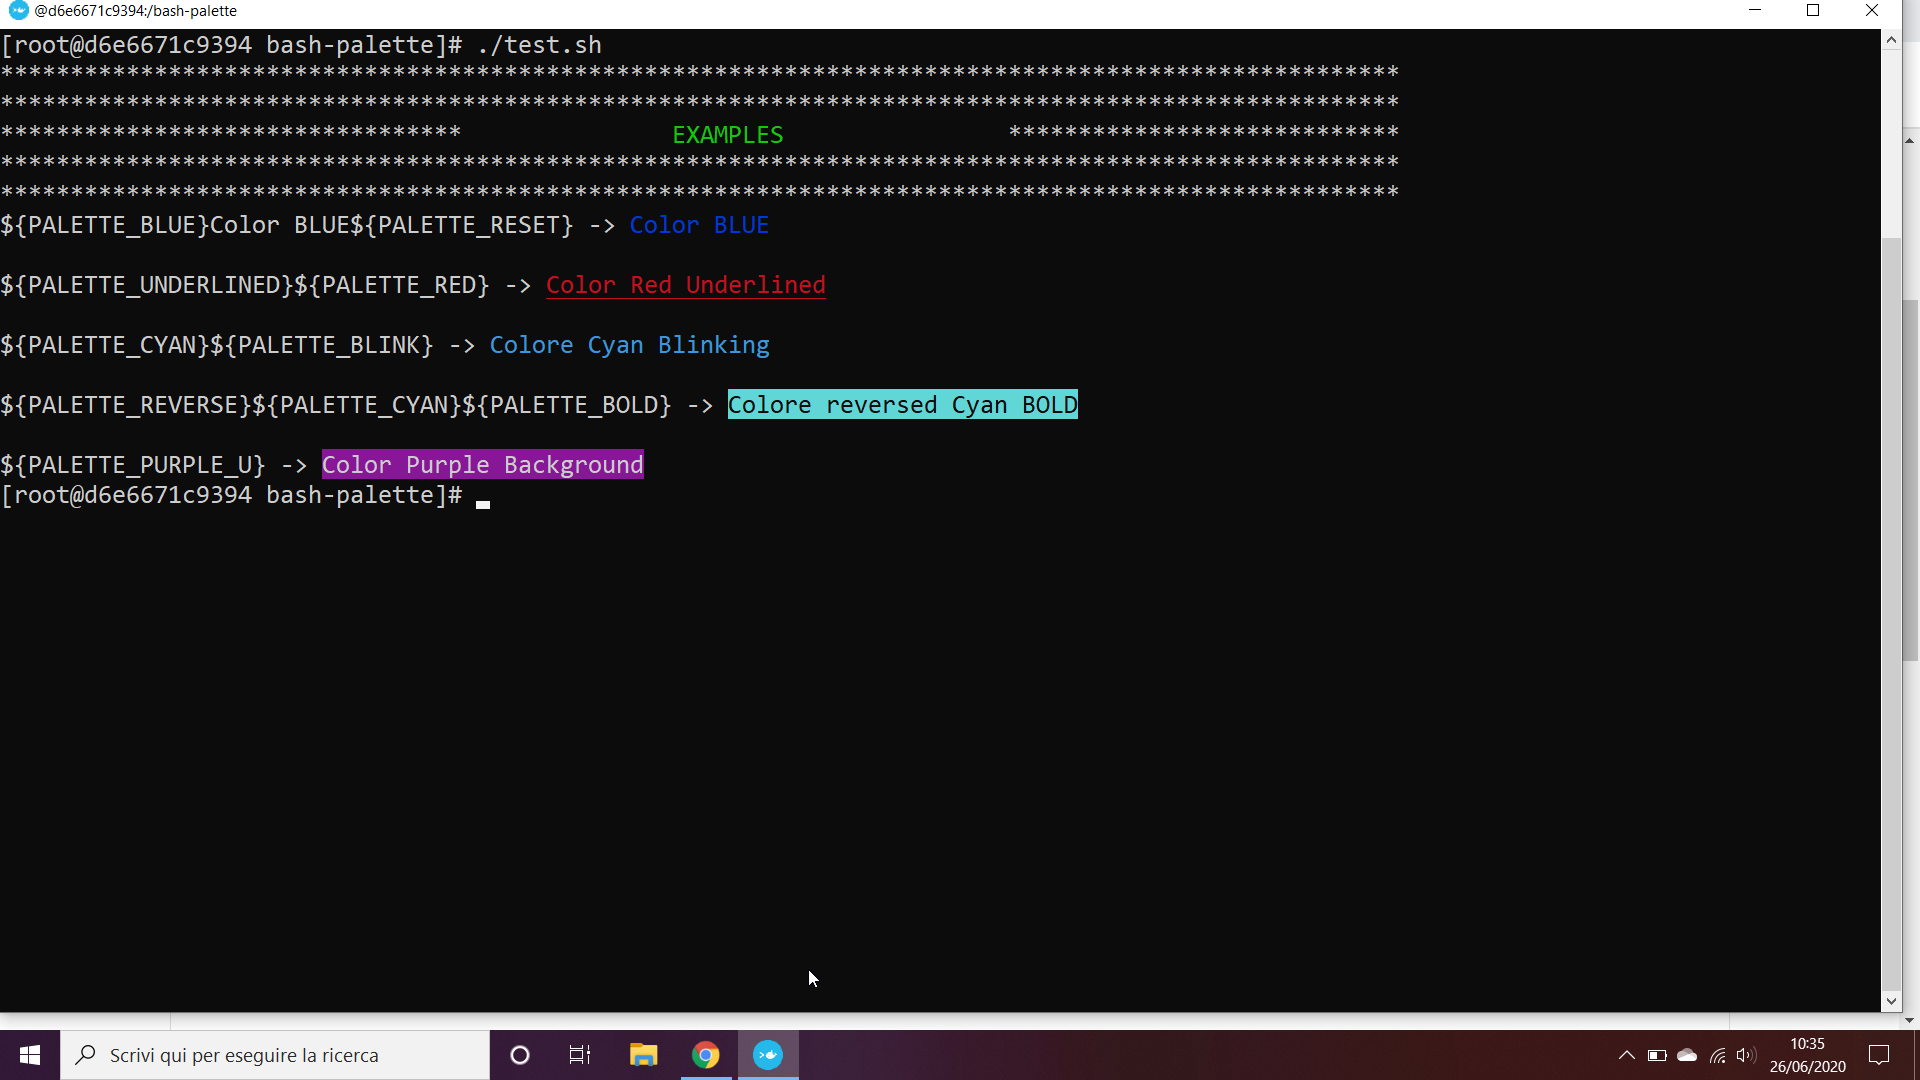 @d6e6671c9394:/bash-palette
[root@d6e6671c9394 bash-palette]# ./test.sh
****************************************************************************************************
****************************************************************************************************
*********************************               EXAMPLES                ****************************
****************************************************************************************************
****************************************************************************************************
${PALETTE_BLUE}Color BLUE${PALETTE_RESET} -> Color BLUE
${PALETTE_UNDERLINED}${PALETTE_RED} -> Color Red Underlined
${PALETTE_CYAN}${PALETTE_BLINK} -> Colore Cyan Blinking
${PALETTE_REVERSE}${PALETTE_CYAN}${PALETTE_BOLD} -> Colore reversed Cyan BOLD
${PALETTE_PURPLE_U} -> Color Purple Background
[root@d6e6671c9394 bash-palette]#
Scrivi qui per eseguire la ricerca
10:35
26/06/2020